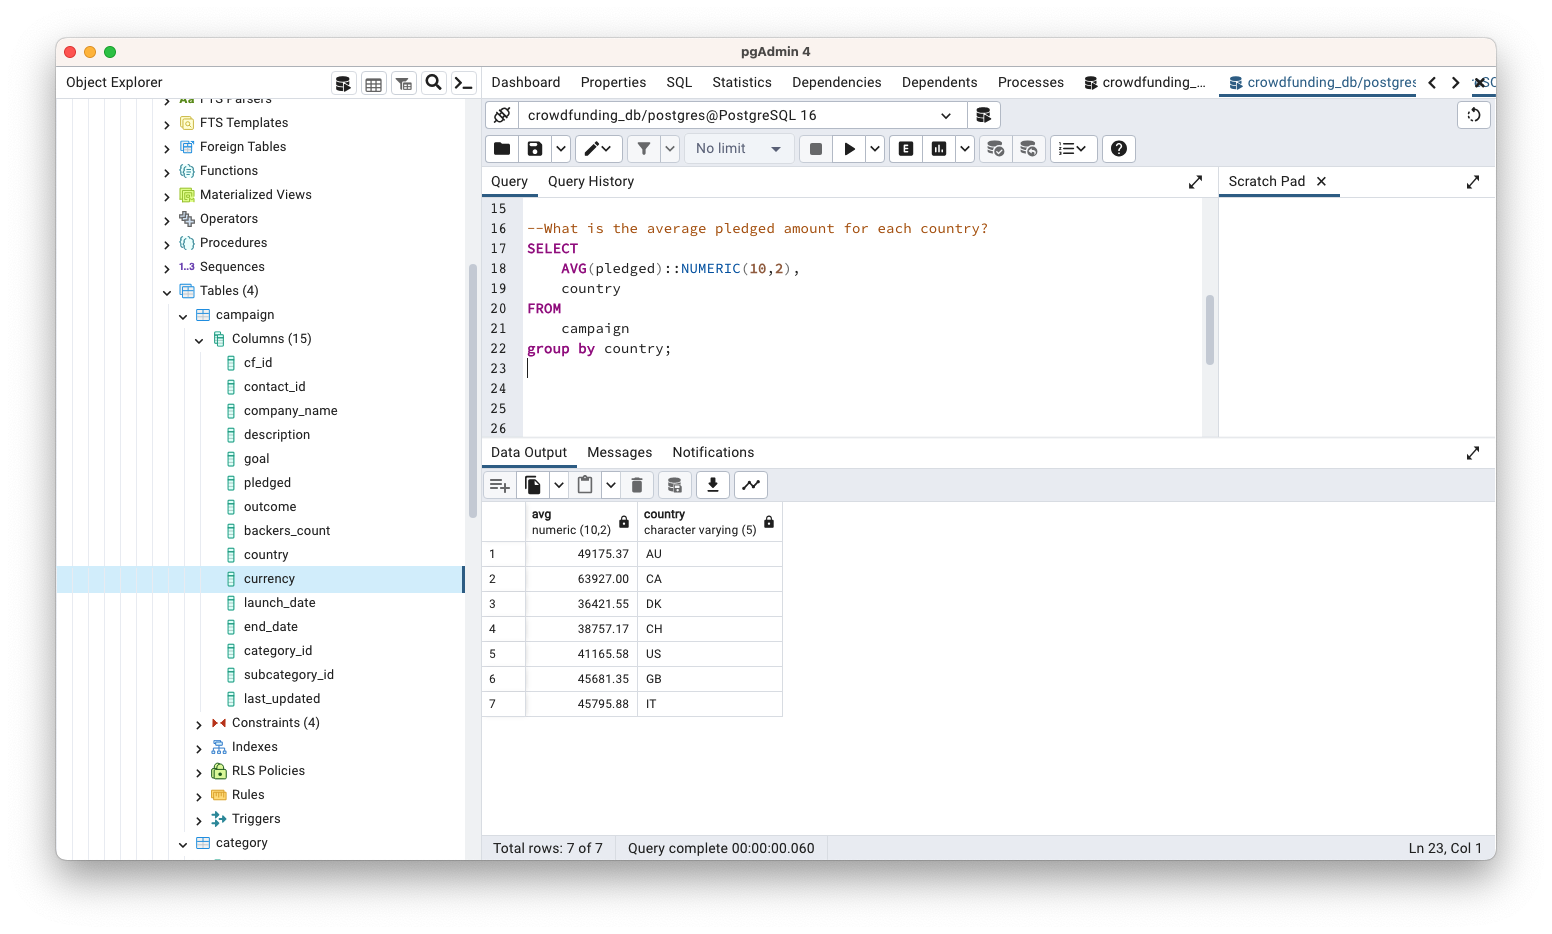 pgAdmin 4
Object Explorer
FTS Parsers
FTS Templates
Foreign Tables
Functions
Materialized Views
Operators
Procedures
1..3 Sequences
Tables (4)
campaign
Columns (15)
cf_id
contact_id
company_name
description
goal
pledged
outcome
backers_count
country
currency
launch_date
end_date
category_id
subcategory_id
last_updated
Constraints (4)
Indexes
RLS Policies
Rules
Triggers
category
Dashboard Properties SQL Statistics Dependencies Dependents Processes crowdfunding_... crowdfunding_db/postgres
crowdfunding_db/postgres@PostgreSQL 16
No limit
E
Query Query History
Scratch Pad
15
16 --What is the average pledged amount for each country?
17 SELECT
18 AVG(pledged)::NUMERIC(10,2),
19 country
20 FROM
21 campaign
22 group by country;
23
24
25
26
Data Output Messages Notifications
avg country
numeric (10,2) character varying (5)
1 49175.37 AU
2 63927.00 CA
3 36421.55 DK
4 38757.17 CH
5 41165.58 US
6 45681.35 GB
7 45795.88 IT
Total rows: 7 of 7 Query complete 00:00:00.060 Ln 23, Col 1